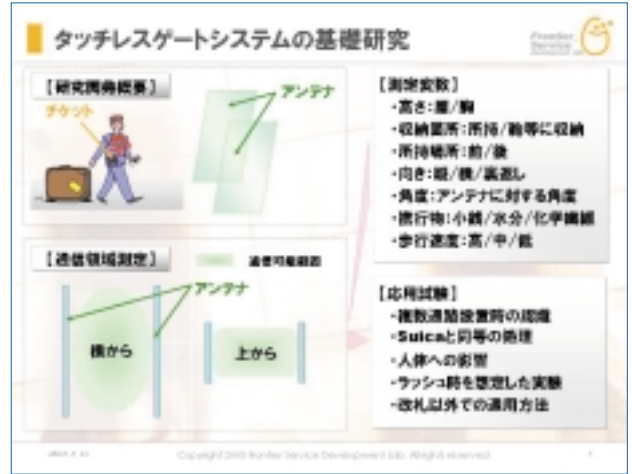 タッチレスゲートシステムの基礎研究
Frontier
Service
【研究開発概要】
チケット
アンテナ
【通信領域測定】
通信可能範囲
アンテナ
横から
上から
【測定変数】
・高さ:腰/胸
・収納箇所:所持/鞄等に収納
・所持場所:前/後
・向き:縦/横/裏返し
・角度:アンテナに対する角度
・携行物:小銭/水分/化学繊維
・歩行速度:高/中/低
【応用試験】
・複数通路設置時の認識
・Suicaと同等の処理
・人体への影響
・ラッシュ時を想定した実験
・改札以外での適用方法
Copyright 2003 Frontier Service Development Lab. All rights reserved.